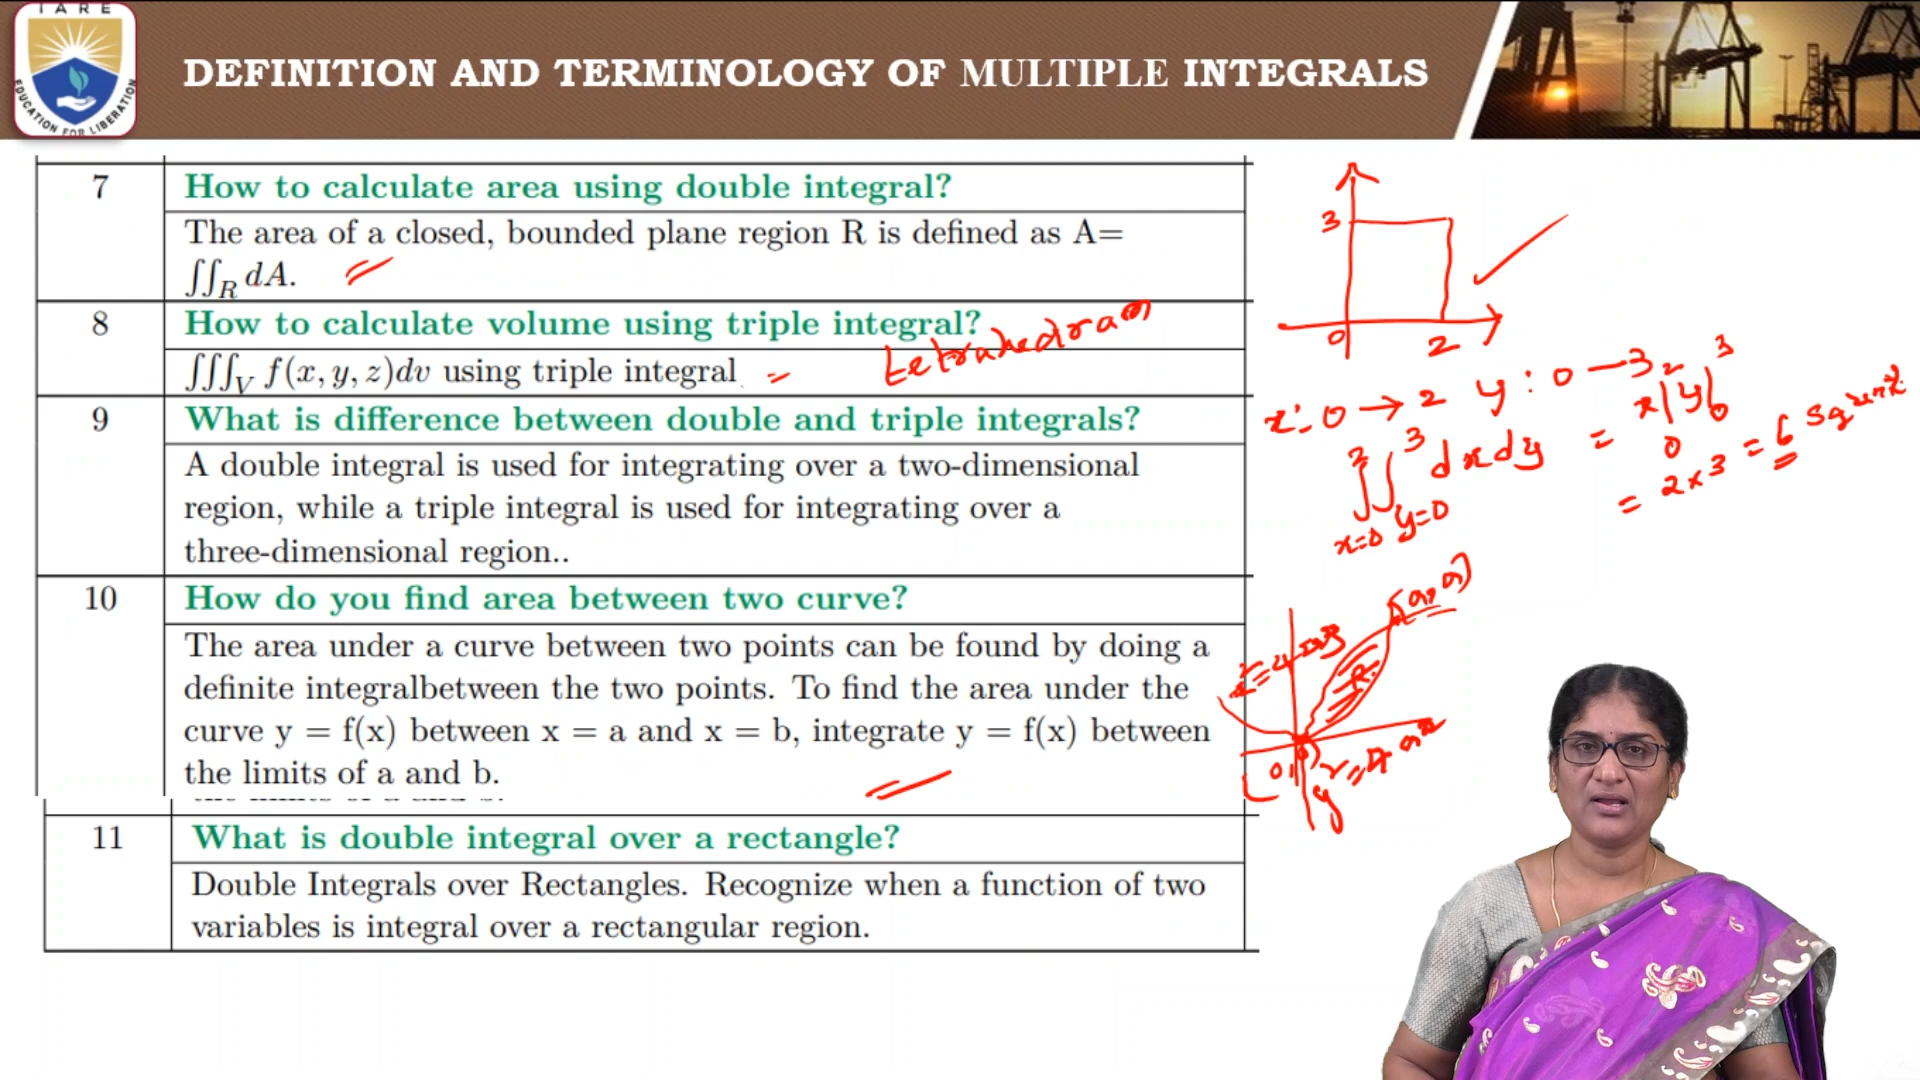 IARE
EDUCATION FOR LIBERATION
DEFINITION AND TERMINOLOGY OF MULTIPLE INTEGRALS
7
How to calculate area using double integral?
The area of a closed, bounded plane region R is defined as A=
∬_R dA.
8
How to calculate volume using triple integral?
∭_V f(x, y, z)dv using triple integral
tetrahedran
9
What is difference between double and triple integrals?
A double integral is used for integrating over a two-dimensional
region, while a triple integral is used for integrating over a
three-dimensional region..
10
How do you find area between two curve?
The area under a curve between two points can be found by doing a
definite integralbetween the two points. To find the area under the
curve y = f(x) between x = a and x = b, integrate y = f(x) between
the limits of a and b.
11
What is double integral over a rectangle?
Double Integrals over Rectangles. Recognize when a function of two
variables is integral over a rectangular region.
3
0
2
x: 0 → 2 y: 0 — 3
2 3
∫ ∫ dxdy = x| y|
x=0 y=0
0 0
= 2×3 = 6
R